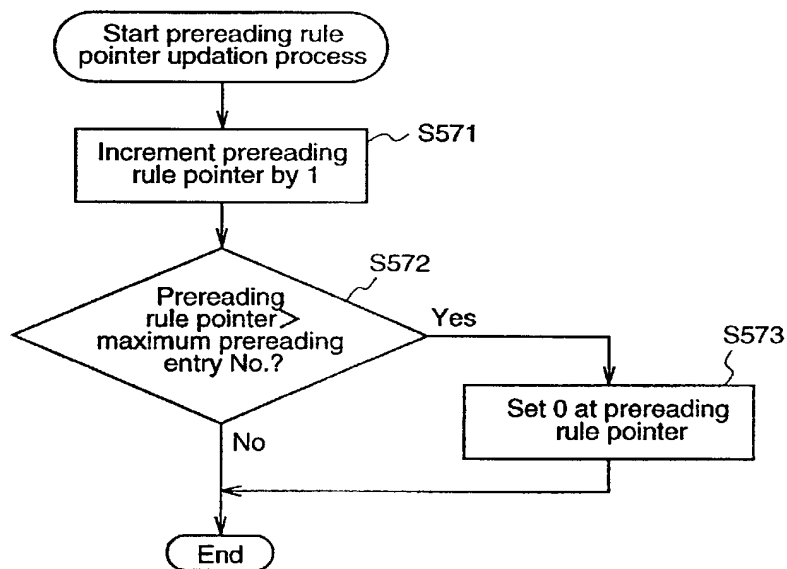 Start prereading rule
pointer updation process
S571
Increment prereading
rule pointer by 1
S572
Prereading
rule pointer >
maximum prereading
entry No.?
Yes
S573
Set 0 at prereading
rule pointer
No
End